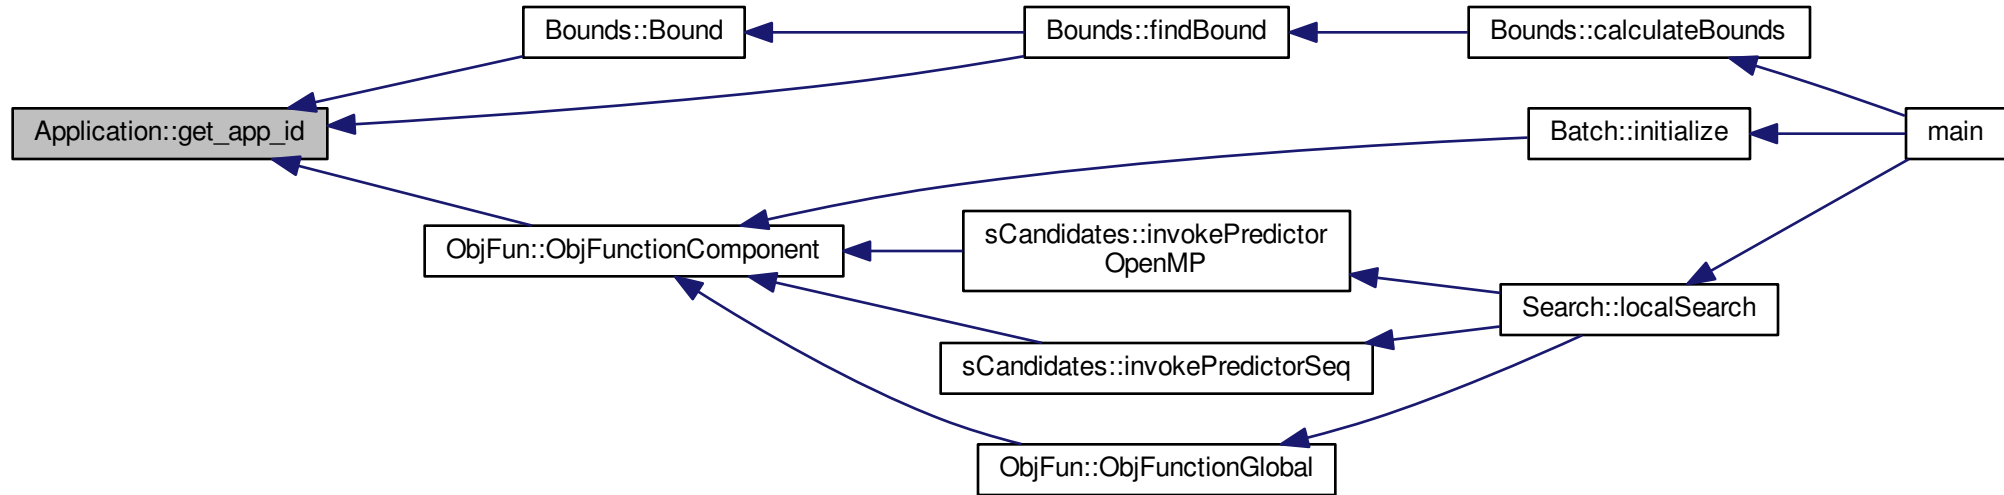 Bounds::Bound
Bounds::findBound
Bounds::calculateBounds
Application::get_app_id
Batch::initialize
main
ObjFun::ObjFunctionComponent
sCandidates::invokePredictor
OpenMP
Search::localSearch
sCandidates::invokePredictorSeq
ObjFun::ObjFunctionGlobal